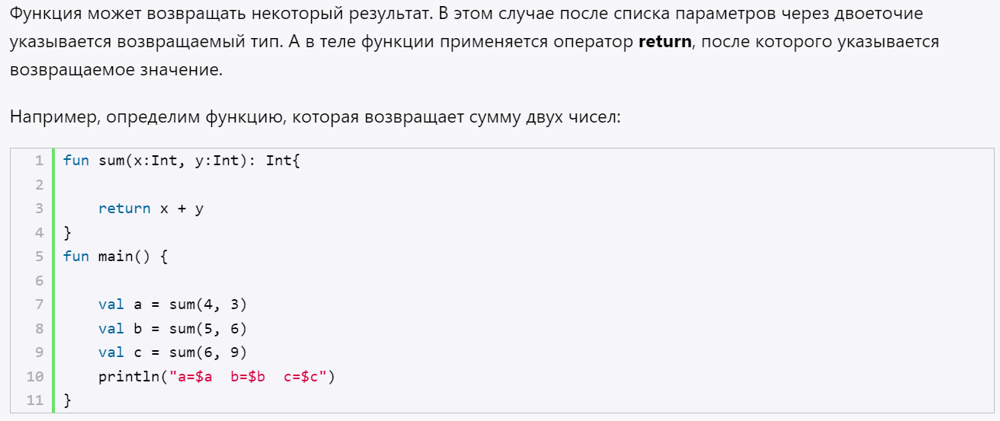 Функция может возвращать некоторый результат. В этом случае после списка параметров через двоеточие
указывается возвращаемый тип. А в теле функции применяется оператор return, после которого указывается
возвращаемое значение.
Например, определим функцию, которая возвращает сумму двух чисел:
1 fun sum(x:Int, y:Int): Int{
2
3     return x + y
4 }
5 fun main() {
6
7     val a = sum(4, 3)
8     val b = sum(5, 6)
9     val c = sum(6, 9)
10     println("a=$a  b=$b  c=$c")
11 }